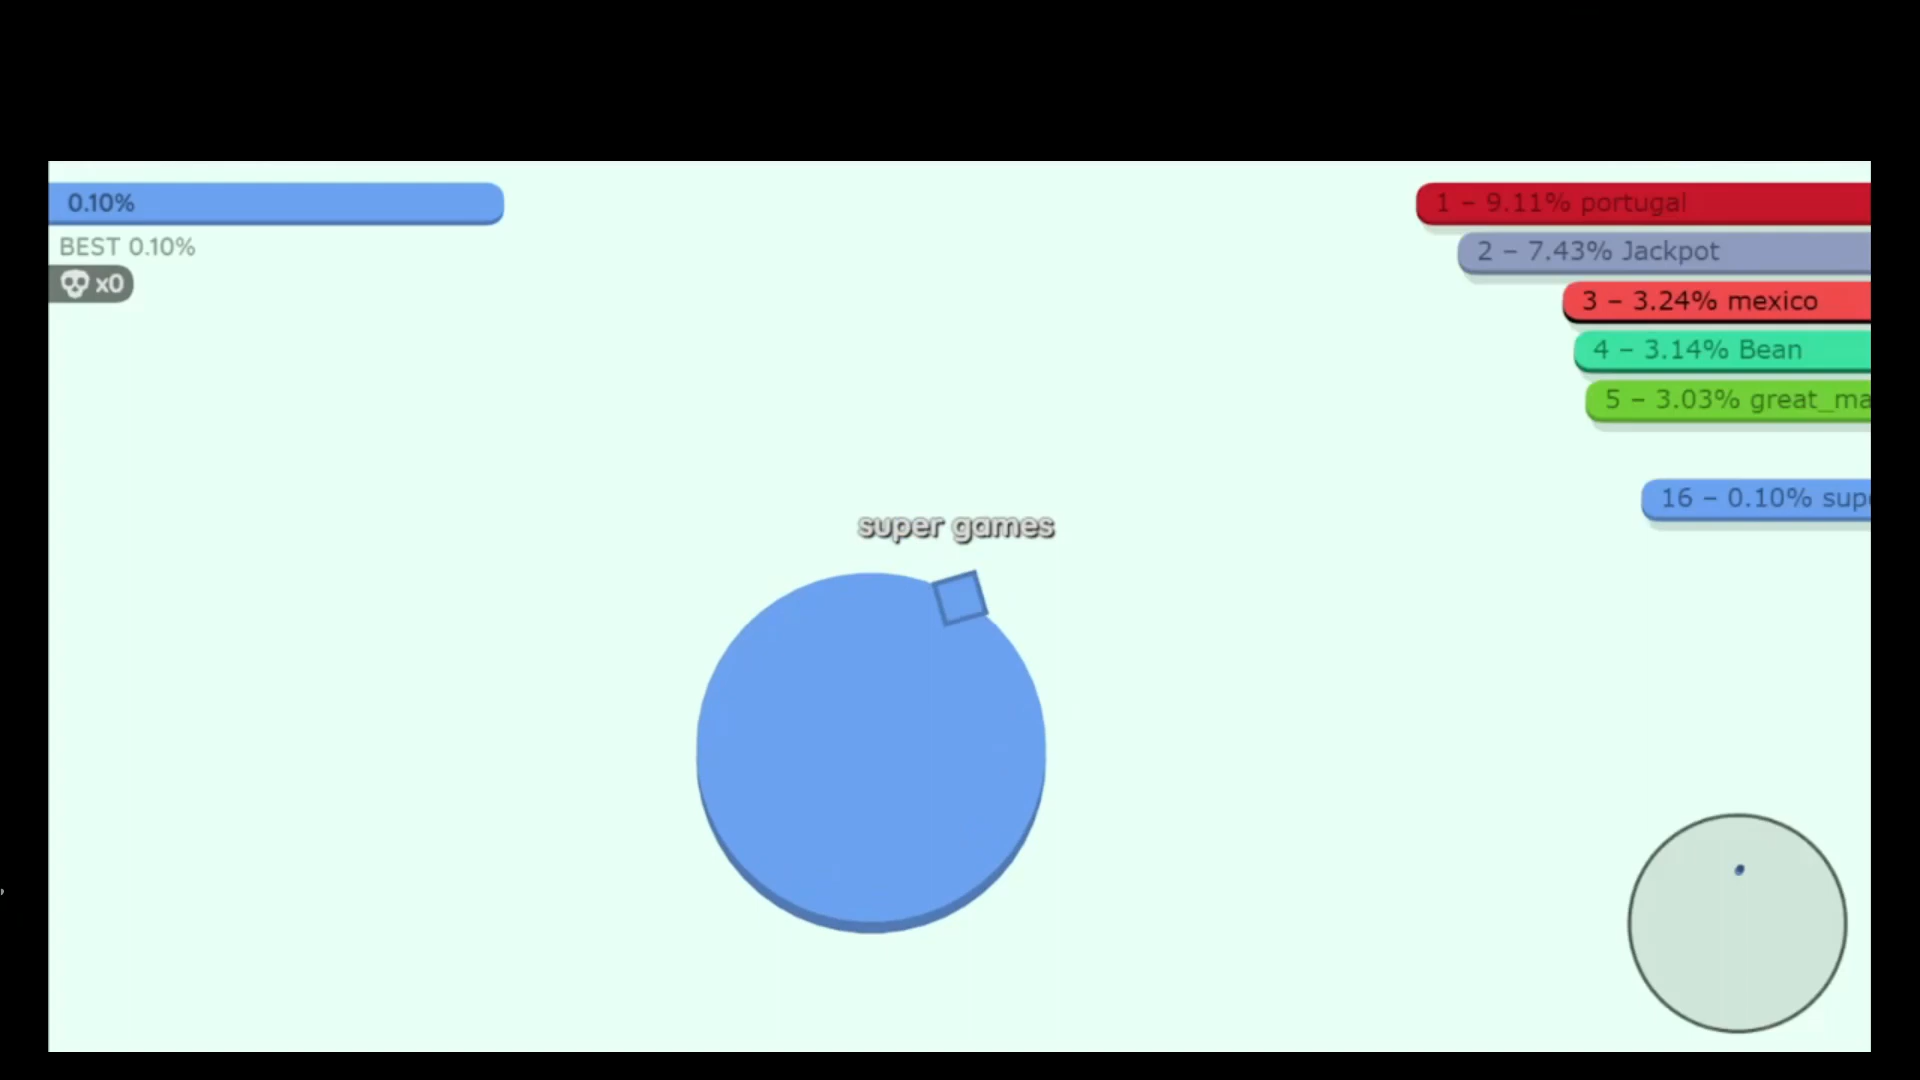 0.10%
BEST 0.10%
x0
1 – 9.11% portugal
2 – 7.43% Jackpot
3 – 3.24% mexico
4 – 3.14% Bean
5 – 3.03% great_ma
16 – 0.10% sup
super games